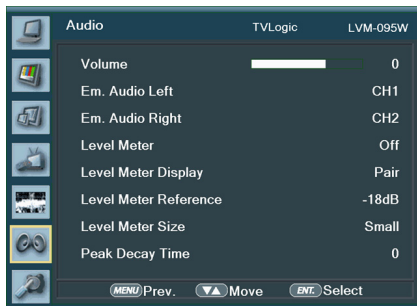 Audio TVLogic LVM-095W
Volume 0
Em. Audio Left CH1
Em. Audio Right CH2
Level Meter Off
Level Meter Display Pair
Level Meter Reference -18dB
Level Meter Size Small
Peak Decay Time 0
MENU Prev. ▼▲ Move ENT. Select